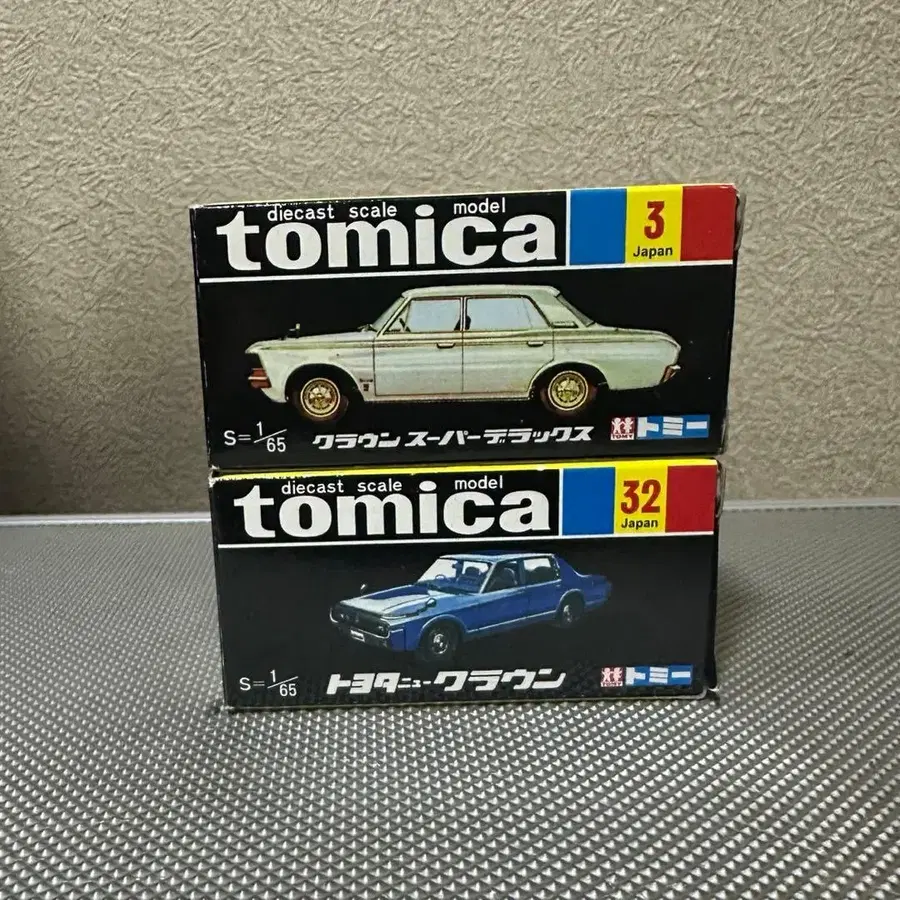 diecast scale model
tomica
3
Japan
S=1/65
クラウン スーパーデラックス
TOMY トミー
diecast scale model
tomica
32
Japan
S=1/65
トヨタニュークラウン
TOMY トミー